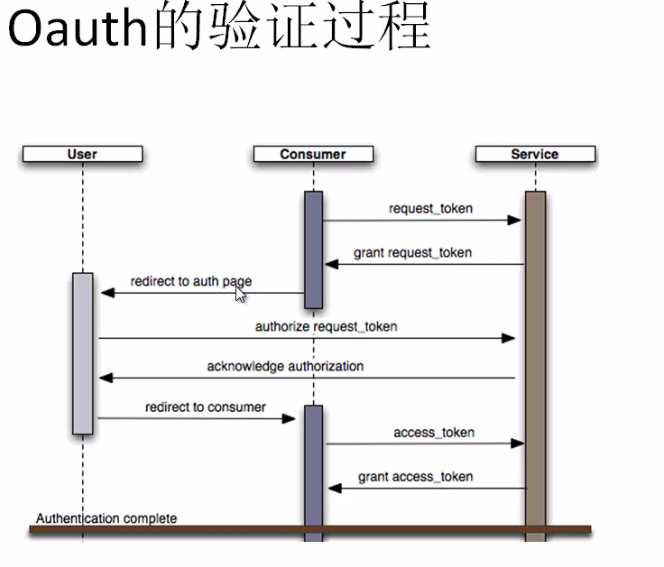 Oauth的验证过程
User
Consumer
Service
request_token
grant request_token
redirect to auth page
authorize request_token
acknowledge authorization
redirect to consumer
access_token
grant access_token
Authentication complete